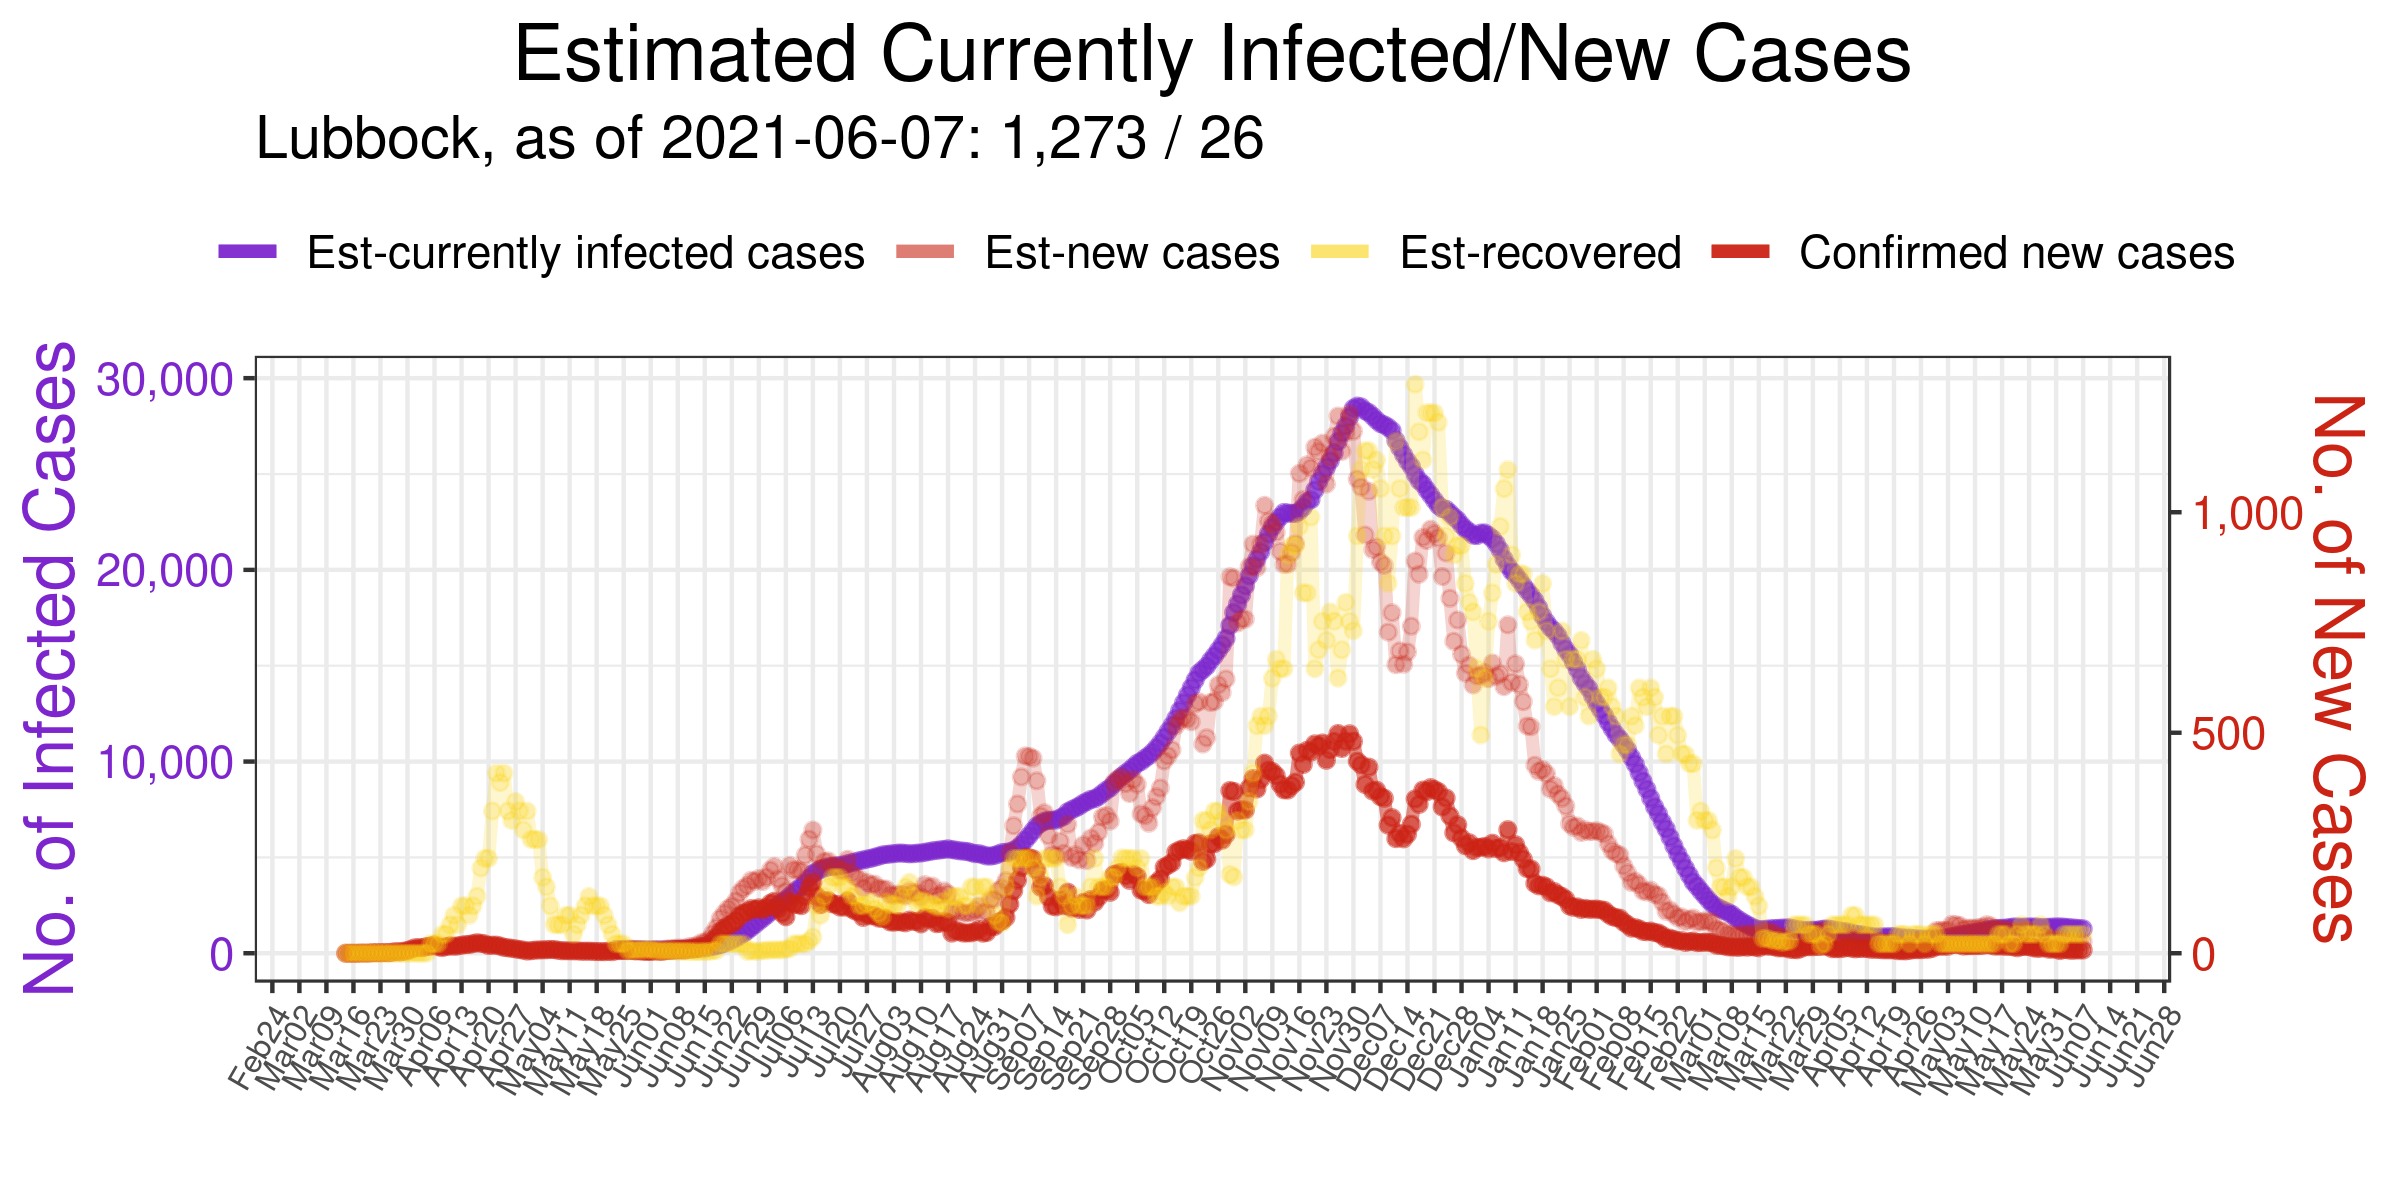 Estimated Currently Infected/New Cases
Lubbock, as of 2021-06-07: 1,273 / 26
Est-currently infected cases Est-new cases Est-recovered Confirmed new cases
No. of Infected Cases
30,000
20,000
10,000
0
No. of New Cases
1,000
500
0
Feb24
Mar02
Mar09
Mar16
Mar23
Mar30
Apr06
Apr13
Apr20
Apr27
May04
May11
May18
May25
Jun01
Jun08
Jun15
Jun22
Jun29
Jul06
Jul13
Jul20
Jul27
Aug03
Aug10
Aug17
Aug24
Aug31
Sep07
Sep14
Sep21
Sep28
Oct05
Oct12
Oct19
Oct26
Nov02
Nov09
Nov16
Nov23
Nov30
Dec07
Dec14
Dec21
Dec28
Jan04
Jan11
Jan18
Jan25
Feb01
Feb08
Feb15
Feb22
Mar01
Mar08
Mar15
Mar22
Mar29
Apr05
Apr12
Apr19
Apr26
May03
May10
May17
May24
May31
Jun07
Jun14
Jun21
Jun28